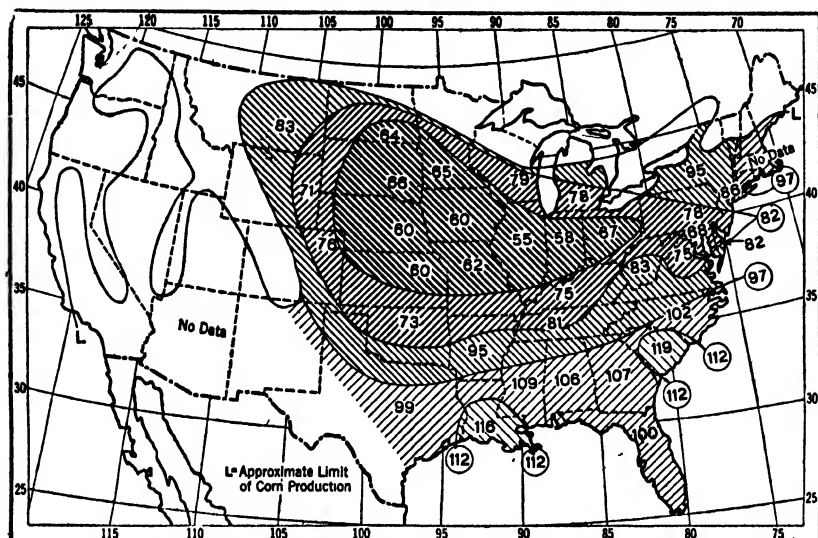 125 120 115 110 105 100 95 90 85 80 75 70
45 45
L
83 64 No Data
95
65 79 86 97
71 66 78
40 76 82 40
60 60 55 58 67
76 82
75
60 62 83
75 97
35 73 81 102 35
No Data
L 95 119 112
109 106 107
30 99 112 30
116 100
L= Approximate Limit
of Corn Production
112 112
25 25
115 110 105 100 95 90 85 80 75